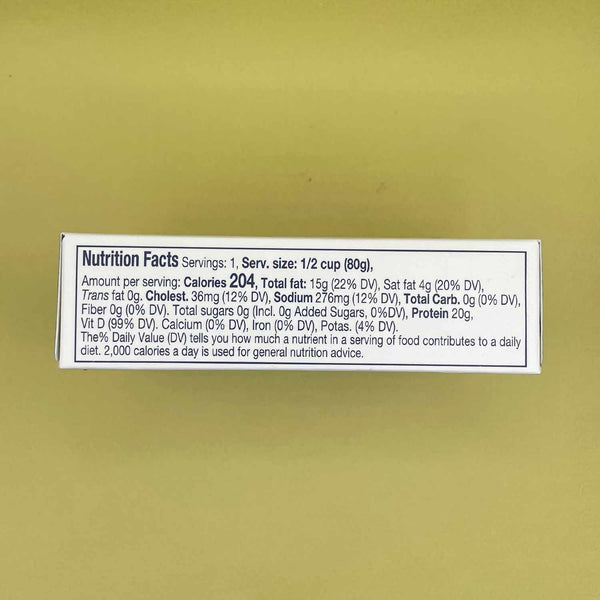 Nutrition Facts Servings: 1, Serv. size: 1/2 cup (80g),
Amount per serving: Calories 204, Total fat: 15g (22% DV), Sat fat 4g (20% DV),
Trans fat 0g. Cholest. 36mg (12% DV), Sodium 276mg (12% DV), Total Carb. 0g (0% DV),
Fiber 0g (0% DV). Total sugars 0g (Incl. 0g Added Sugars, 0%DV), Protein 20g,
Vit D (99% DV). Calcium (0% DV), Iron (0% DV), Potas. (4% DV).
The% Daily Value (DV) tells you how much a nutrient in a serving of food contributes to a daily
diet. 2,000 calories a day is used for general nutrition advice.